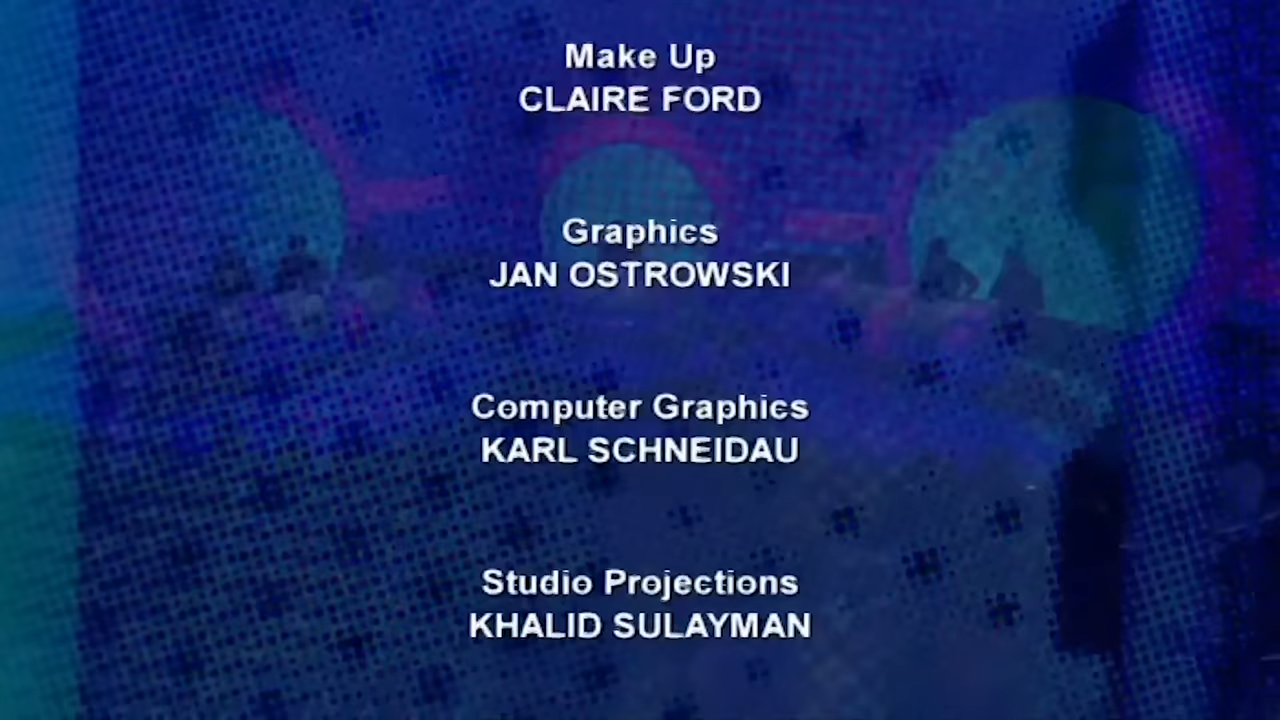 Make Up
CLAIRE FORD
Graphics
JAN OSTROWSKI
Computer Graphics
KARL SCHNEIDAU
Studio Projections
KHALID SULAYMAN